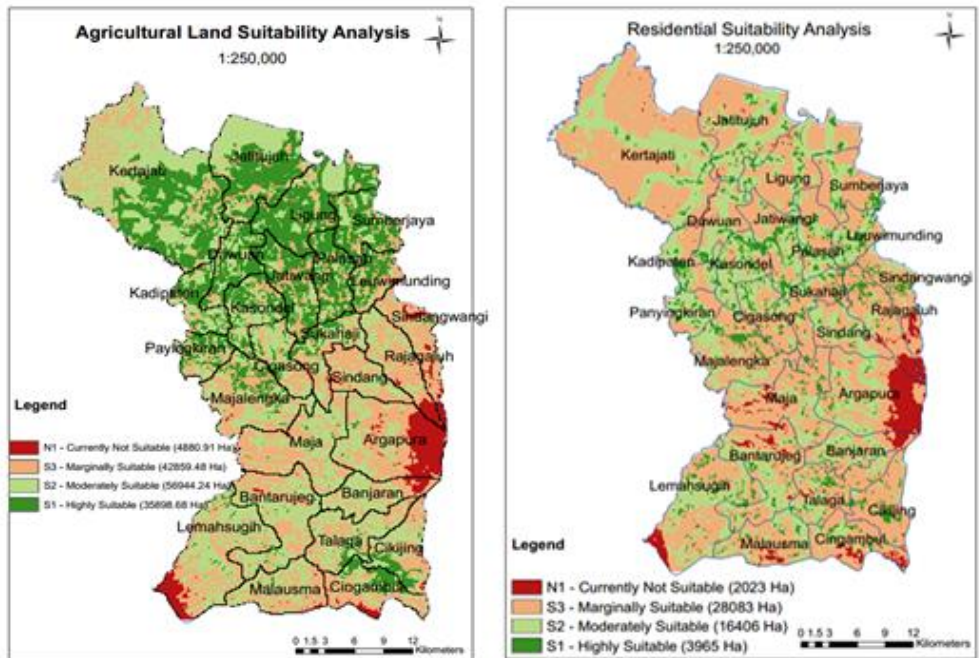 Agricultural Land Suitability Analysis
1:250,000
Kertajati
Jatitujuh
Ligung
Sumberjaya
Dawuan
Palasah
Jatiwangi
Leuwimunding
Kadipaten
Kasondel
Sindangwangi
Sukahaji
Payingkiran
Cigasong
Rajagaluh
Sindang
Majalengka
Legend
N1 - Currently Not Suitable (4880.91 Ha)
S3 - Marginally Suitable (42859.48 Ha)
S2 - Moderately Suitable (56944.24 Ha)
S1 - Highly Suitable (35898.68 Ha)
Maja
Argapura
Bantarujeg
Banjaran
Lemahsugih
Talaga
Cikijing
Malausma
Ciogambul
0 1.5 3 6 9 12
Kilometers
Residential Suitability Analysis
1:250,000
Jatitujuh
Kertajati
Ligung
Sumberjaya
Dawuan
Jatiwangi
Leuwimunding
Palasah
Kadipaten
Kasondel
Sindangwangi
Sukahaji
Rajagaluh
Panyingkiran
Cigasong
Sindang
Majalengka
Maja
Argapura
Bantarujeg
Banjaran
Lemahsugih
Talaga
Cikijing
Malausma
Cingambul
Legend
N1 - Currently Not Suitable (2023 Ha)
S3 - Marginally Suitable (28083 Ha)
S2 - Moderately Suitable (16406 Ha)
S1 - Highly Suitable (3965 Ha)
0 1.5 3 6 9 12
Kilometers